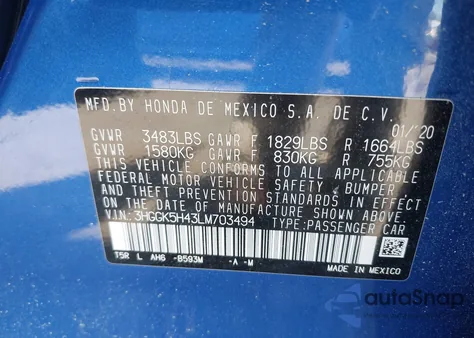 MFD.BY HONDA DE MEXICO S.A. DE C.V.
01/'20
GVWR 3483LBS GAWR F 1829LBS R 1664LBS
GVWR 1580KG GAWR F 830KG R 755KG
THIS VEHICLE CONFORMS TO ALL APPLICABLE
FEDERAL MOTOR VEHICLE SAFETY, BUMPER
AND THEFT PREVENTION STANDARDS IN EFFECT
ON THE DATE OF MANUFACTURE SHOWN ABOVE.
V.I.N.: 3HGGK5H43LM703494 TYPE: PASSENGER CAR
T5R L AH6 -B593M -A -M
MADE IN MEXICO
autoSnap